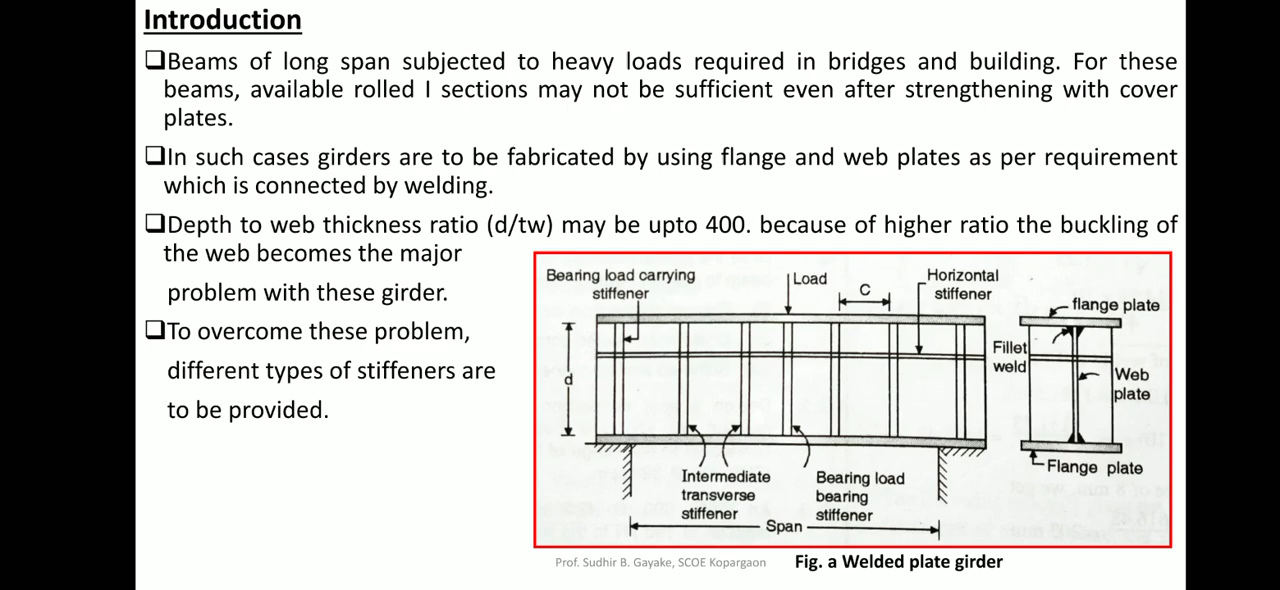 Introduction
❑Beams of long span subjected to heavy loads required in bridges and building. For these
beams, available rolled I sections may not be sufficient even after strengthening with cover
plates.
❑In such cases girders are to be fabricated by using flange and web plates as per requirement
which is connected by welding.
❑Depth to web thickness ratio (d/tw) may be upto 400. because of higher ratio the buckling of
the web becomes the major
problem with these girder.
❑To overcome these problem,
different types of stiffeners are
to be provided.
Bearing load carrying
stiffener
Load
C
Horizontal
stiffener
flange plate
d
Fillet
weld
Web
plate
Flange plate
Intermediate
transverse
stiffener
Bearing load
bearing
stiffener
Span
Prof. Sudhir B. Gayake, SCOE Kopargaon
Fig. a Welded plate girder